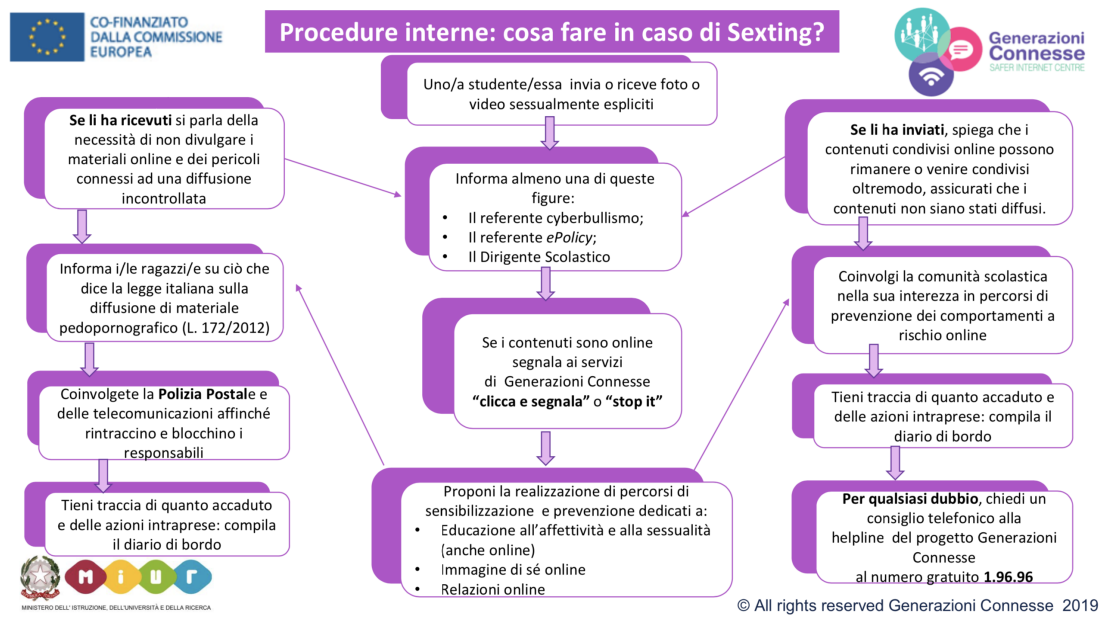 CO-FINANZIATO
DALLA COMMISSIONE
EUROPEA
Procedure interne: cosa fare in caso di Sexting?
Generazioni
Connesse
SAFER INTERNET CENTRE
Uno/a studente/essa invia o riceve foto o
video sessualmente espliciti
Se li ha ricevuti si parla della
necessità di non divulgare i
materiali online e dei pericoli
connessi ad una diffusione
incontrollata
Informa almeno una di queste
figure:
• Il referente cyberbullismo;
• Il referente ePolicy;
• Il Dirigente Scolastico
Se li ha inviati, spiega che i
contenuti condivisi online possono
rimanere o venire condivisi
oltremodo, assicurati che i
contenuti non siano stati diffusi.
Informa i/le ragazzi/e su ciò che
dice la legge italiana sulla
diffusione di materiale
pedopornografico (L. 172/2012)
Se i contenuti sono online
segnala ai servizi
di Generazioni Connesse
“clicca e segnala” o “stop it”
Coinvolgi la comunità scolastica
nella sua interezza in percorsi di
prevenzione dei comportamenti a
rischio online
Coinvolgete la Polizia Postale e
delle telecomunicazioni affinché
rintraccino e blocchino i
responsabili
Tieni traccia di quanto accaduto e
delle azioni intraprese: compila il
diario di bordo
Tieni traccia di quanto accaduto
e delle azioni intraprese: compila
il diario di bordo
Proponi la realizzazione di percorsi di
sensibilizzazione e prevenzione dedicati a:
• Educazione all’affettività e alla sessualità
(anche online)
• Immagine di sé online
• Relazioni online
Per qualsiasi dubbio, chiedi un
consiglio telefonico alla
helpline del progetto Generazioni
Connesse
al numero gratuito 1.96.96
MiUr
MINISTERO DELL' ISTRUZIONE, DELL'UNIVERSITÀ E DELLA RICERCA
© All rights reserved Generazioni Connesse 2019